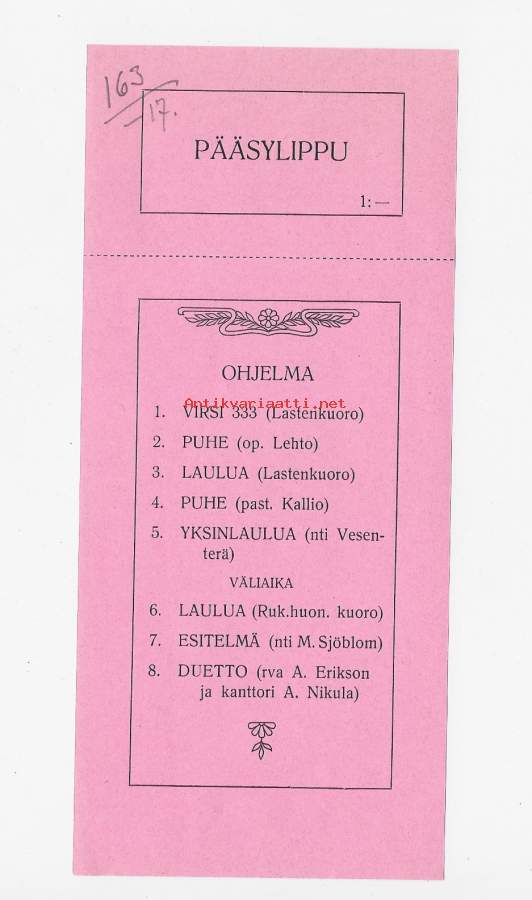 163
/17.
PÄÄSYLIPPU
1:—
OHJELMA
Antikvariaatti.net
1. VIRSI 333 (Lastenkuoro)
2. PUHE (op. Lehto)
3. LAULUA (Lastenkuoro)
4. PUHE (past. Kallio)
5. YKSINLAULUA (nti Vesen-
terä)
VÄLIAIKA
6. LAULUA (Ruk.huon. kuoro)
7. ESITELMÄ (nti M. Sjöblom)
8. DUETTO (rva A. Erikson
ja kanttori A. Nikula)